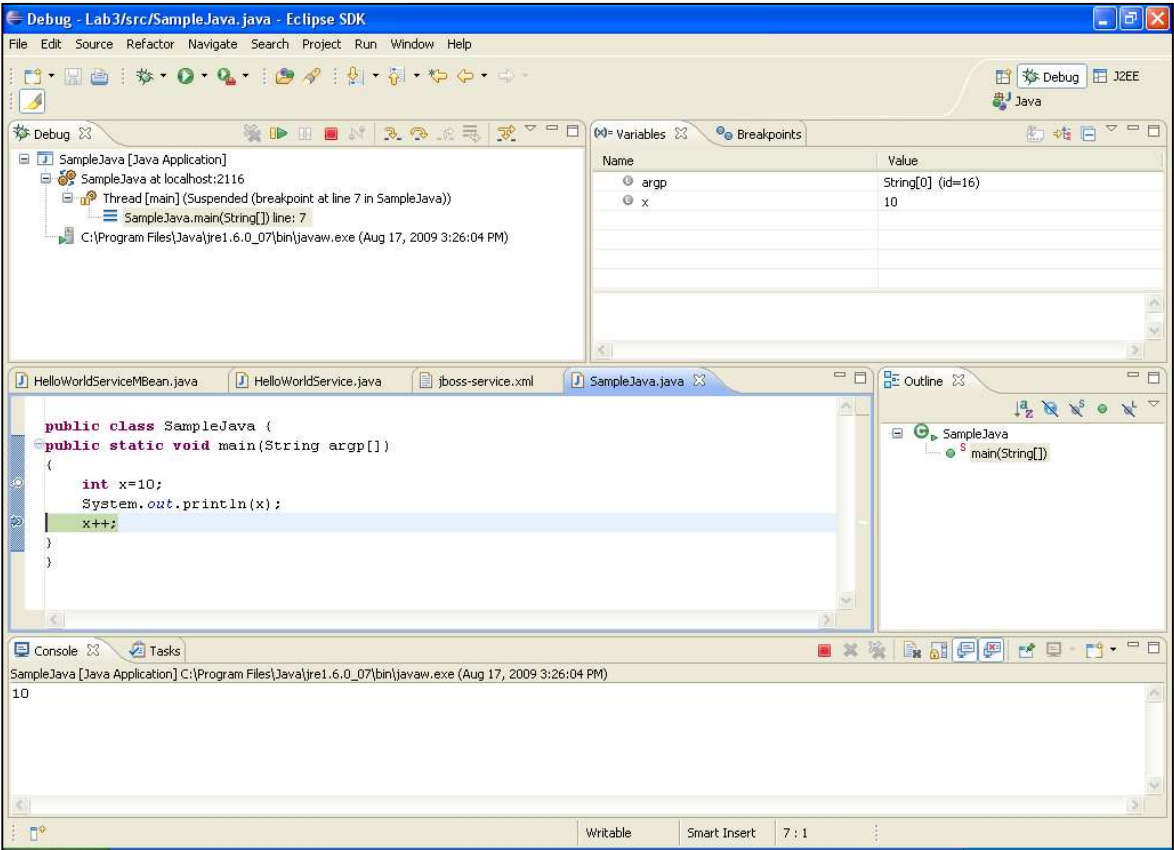 Debug - Lab3/src/SampleJava.java - Eclipse SDK
File Edit Source Refactor Navigate Search Project Run Window Help
Debug J2EE
Java
Debug
SampleJava [Java Application]
SampleJava at localhost:2116
Thread [main] (Suspended (breakpoint at line 7 in SampleJava))
SampleJava.main(String[]) line: 7
C:\Program Files\Java\jre1.6.0_07\bin\javaw.exe (Aug 17, 2009 3:26:04 PM)
(x)= Variables Breakpoints
Name Value
argp String[0] (id=16)
x 10
HelloWorldServiceMBean.java HelloWorldService.java jboss-service.xml SampleJava.java
public class SampleJava {
public static void main(String argp[])
{
int x=10;
System.out.println(x);
x++;
}
}
Outline
SampleJava
main(String[])
Console Tasks
SampleJava [Java Application] C:\Program Files\Java\jre1.6.0_07\bin\javaw.exe (Aug 17, 2009 3:26:04 PM)
10
Writable Smart Insert 7 : 1